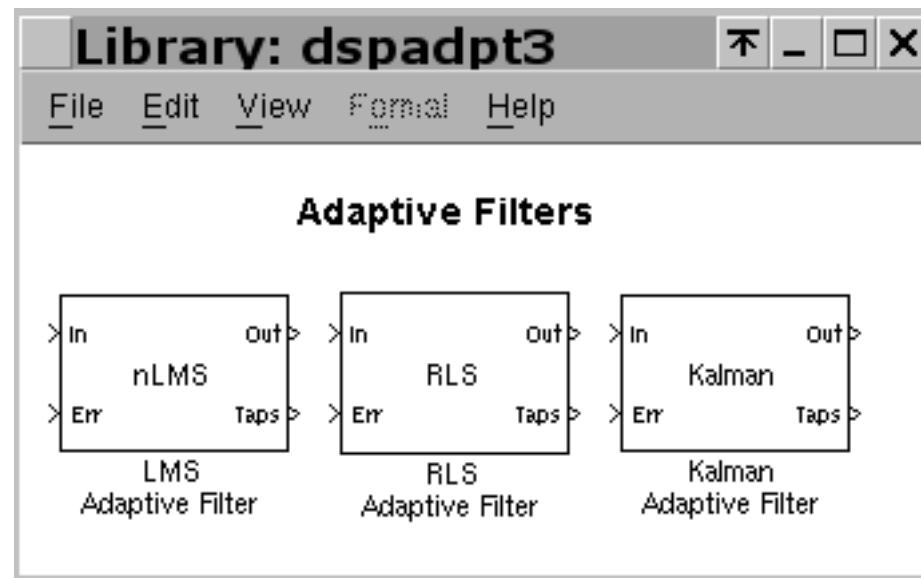 Library: dspadpt3
File Edit View Format Help
Adaptive Filters
In Out
nLMS
Err Taps
LMS
Adaptive Filter
In Out
RLS
Err Taps
RLS
Adaptive Filter
In Out
Kalman
Err Taps
Kalman
Adaptive Filter